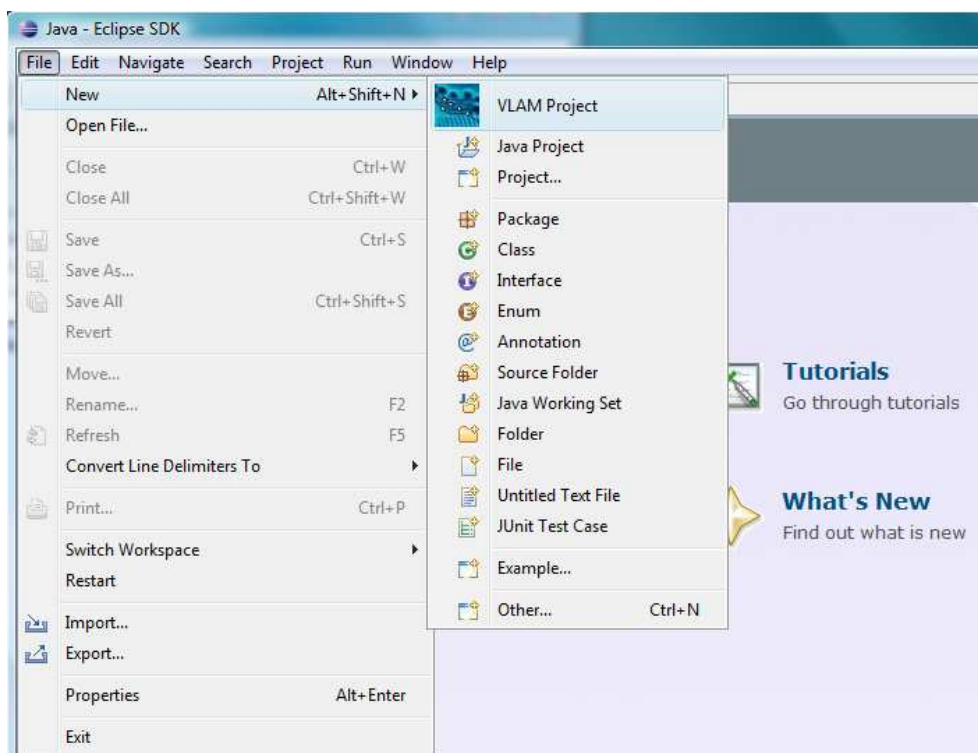 Java - Eclipse SDK
File Edit Navigate Search Project Run Window Help
New Alt+Shift+N
Open File...
Close Ctrl+W
Close All Ctrl+Shift+W
Save Ctrl+S
Save As...
Save All Ctrl+Shift+S
Revert
Move...
Rename... F2
Refresh F5
Convert Line Delimiters To
Print... Ctrl+P
Switch Workspace
Restart
Import...
Export...
Properties Alt+Enter
Exit
VLAM Project
Java Project
Project...
Package
Class
Interface
Enum
Annotation
Source Folder
Java Working Set
Folder
File
Untitled Text File
JUnit Test Case
Example...
Other... Ctrl+N
Tutorials
Go through tutorials
What's New
Find out what is new